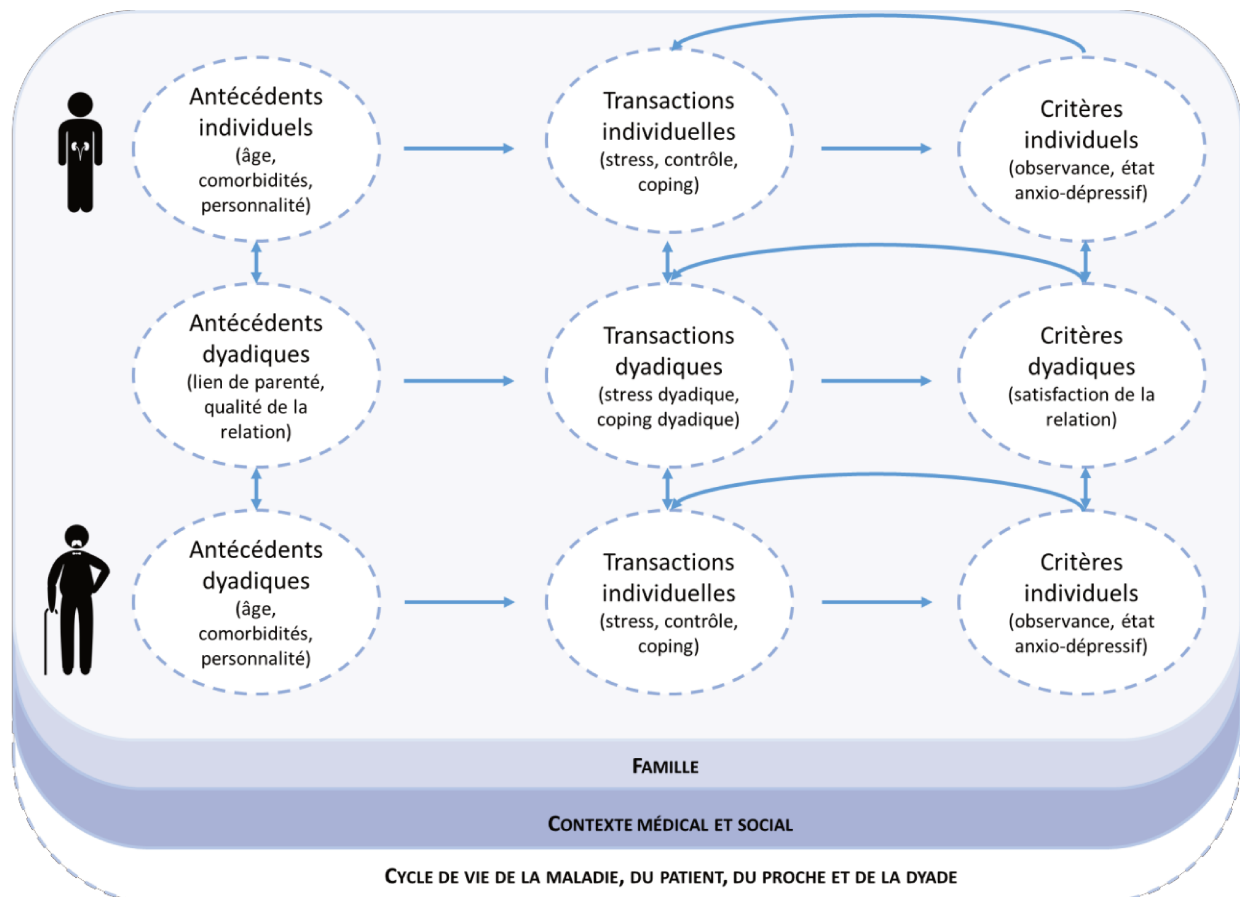 Antécédents
individuels
(âge,
comorbidités,
personnalité)
Transactions
individuelles
(stress, contrôle,
coping)
Critères
individuels
(observance, état
anxio-dépressif)
Antécédents
dyadiques
(lien de parenté,
qualité de la
relation)
Transactions
dyadiques
(stress dyadique,
coping dyadique)
Critères
dyadiques
(satisfaction de la
relation)
Antécédents
dyadiques
(âge,
comorbidités,
personnalité)
Transactions
individuelles
(stress, contrôle,
coping)
Critères
individuels
(observance, état
anxio-dépressif)
FAMILLE
CONTEXTE MÉDICAL ET SOCIAL
CYCLE DE VIE DE LA MALADIE, DU PATIENT, DU PROCHE ET DE LA DYADE